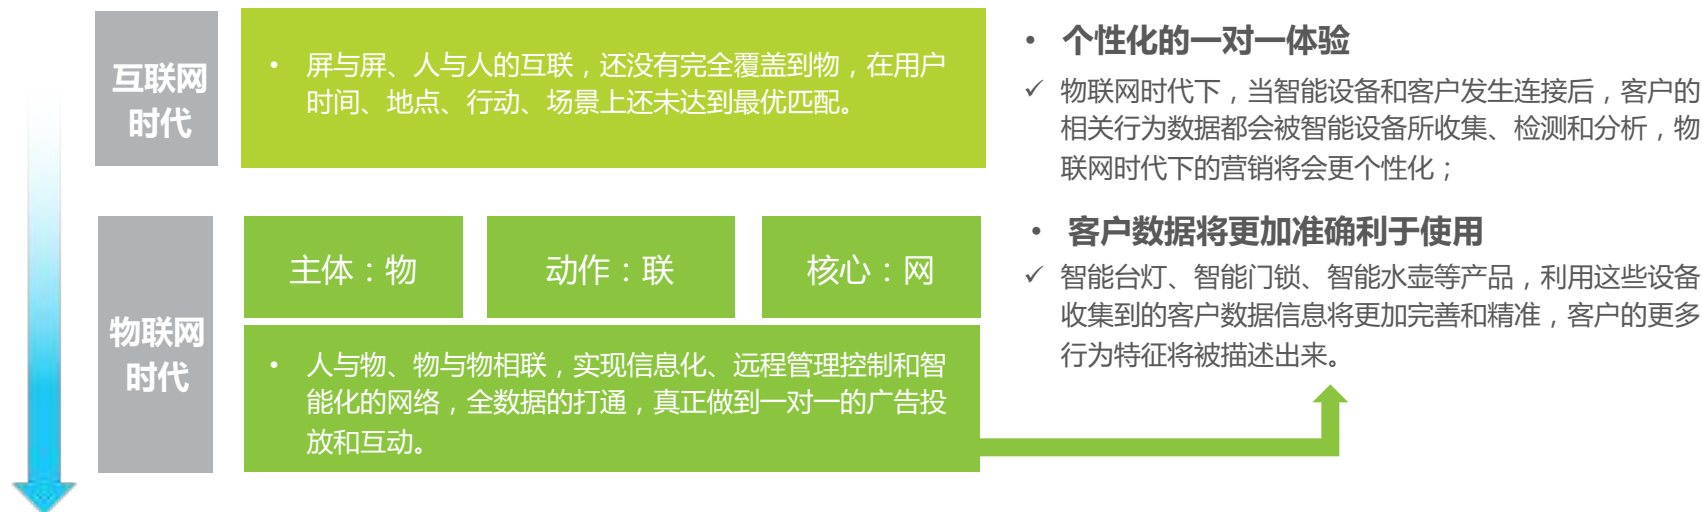 互联网
时代
• 屏与屏、人与人的互联，还没有完全覆盖到物，在用户
时间、地点、行动、场景上还未达到最优匹配。
物联网
时代
主体：物
动作：联
核心：网
• 人与物、物与物相联，实现信息化、远程管理控制和智
能化的网络，全数据的打通，真正做到一对一的广告投
放和互动。
• 个性化的一对一体验
✓ 物联网时代下，当智能设备和客户发生连接后，客户的
相关行为数据都会被智能设备所收集、检测和分析，物
联网时代下的营销将会更个性化；
• 客户数据将更加准确利于使用
✓ 智能台灯、智能门锁、智能水壶等产品，利用这些设备
收集到的客户数据信息将更加完善和精准，客户的更多
行为特征将被描述出来。